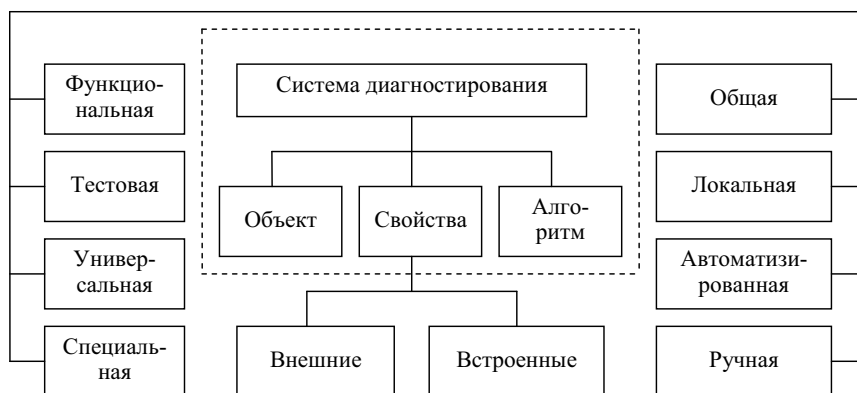 Функцио-
нальная
Система диагностирования
Общая
Тестовая
Объект
Свойства
Алго-
ритм
Локальная
Универ-
сальная
Автоматизи-
рованная
Специаль-
ная
Внешние
Встроенные
Ручная